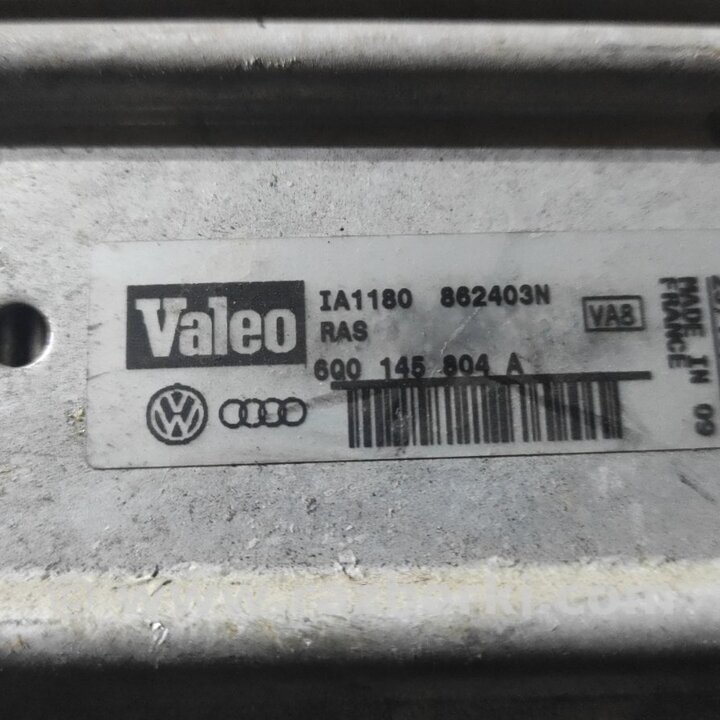 Valeo
IA1180 862403N
RAS
VA8
6Q0 145 804 A
MADE IN
FRANCE
09